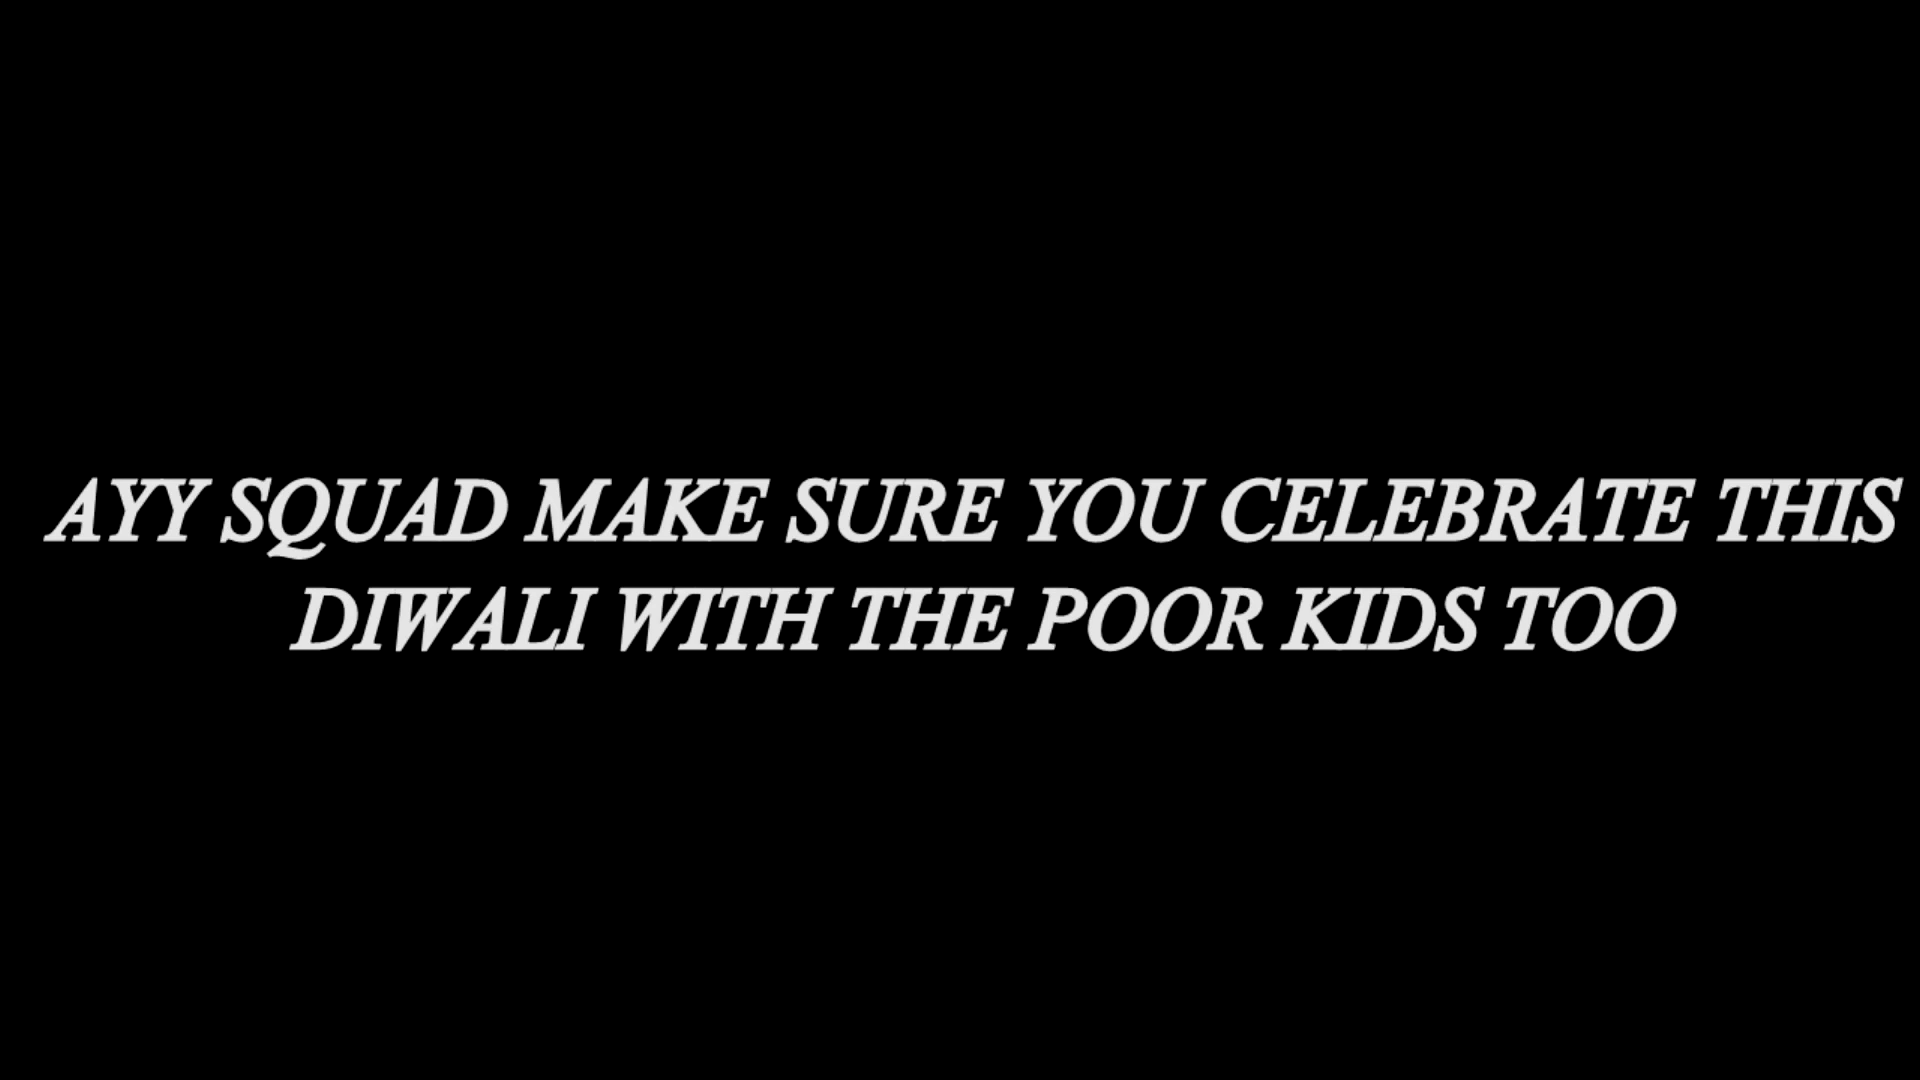 AYY SQUAD MAKE SURE YOU CELEBRATE THIS
DIWALI WITH THE POOR KIDS TOO